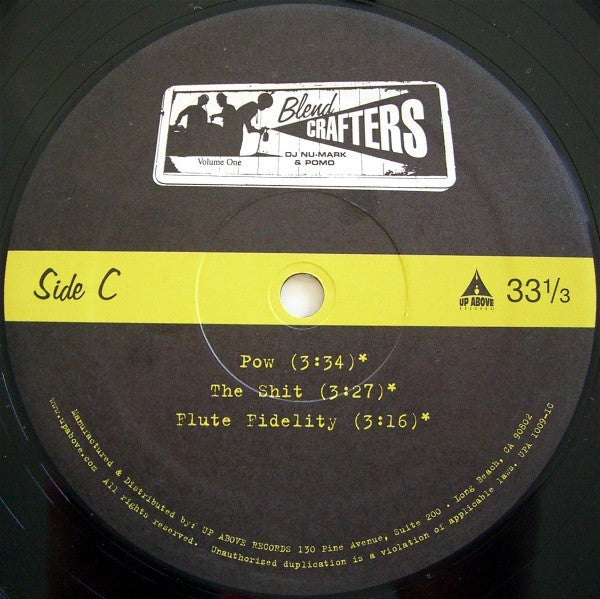 Blend
CRAFTERS
Volume One
DJ NU-MARK
& POMO
Side C
UP ABOVE
RECORDS
33 1/3
Pow (3:34)*
The Shit (3:27)*
Flute Fidelity (3:16)*
Manufactured & Distributed by: UP ABOVE RECORDS 130 Pine Avenue, Suite 200 . Long Beach, CA 90802
www.upabove.com All rights reserved. Unauthorized duplication is a violation of applicable laws. UPA 1009-1C